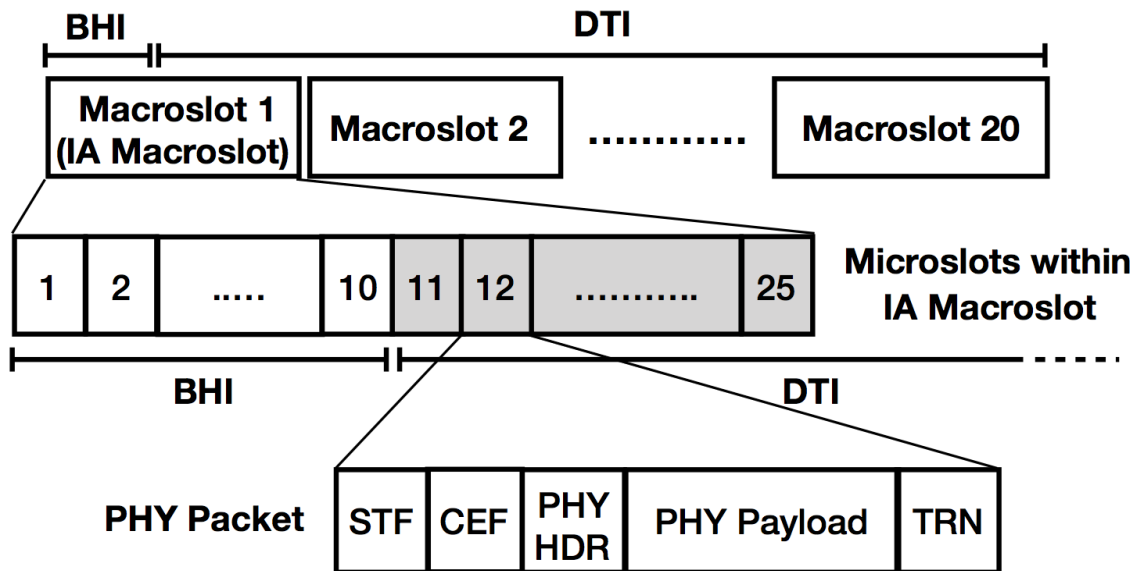 BHI DTI
Macroslot 1
(IA Macroslot)
Macroslot 2
............
Macroslot 20
1 2 ..... 10 11 12 ........... 25
Microslots within
IA Macroslot
BHI DTI
PHY Packet
STF CEF PHY
HDR PHY Payload TRN